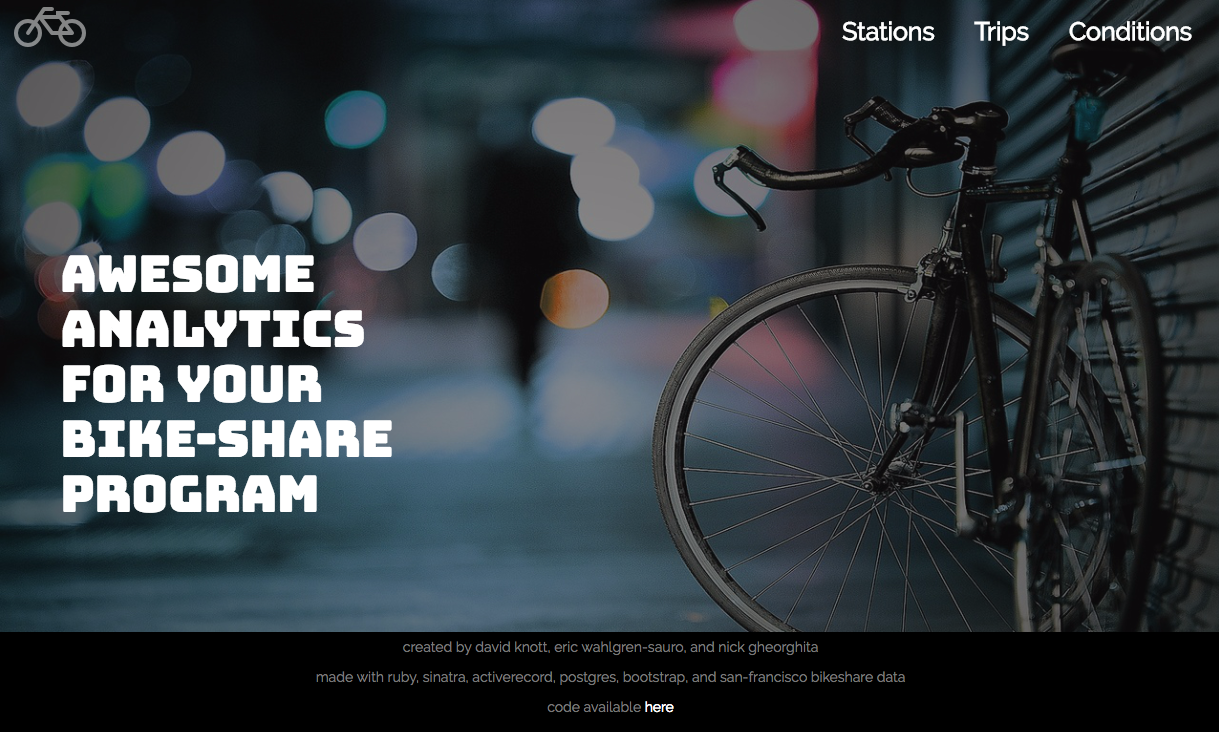 Stations Trips Conditions
AWESOME
ANALYTICS
FOR YOUR
BIKE-SHARE
PROGRAM
created by david knott, eric wahlgren-sauro, and nick gheorghita
made with ruby, sinatra, activerecord, postgres, bootstrap, and san-francisco bikeshare data
code available here